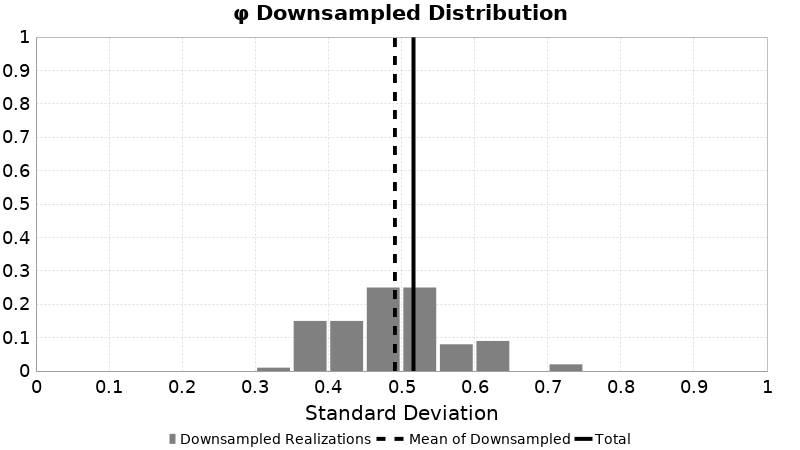 φ Downsampled Distribution
1
0.9
0.8
0.7
0.6
0.5
0.4
0.3
0.2
0.1
0
0 0.1 0.2 0.3 0.4 0.5 0.6 0.7 0.8 0.9 1
Standard Deviation
Downsampled Realizations Mean of Downsampled Total